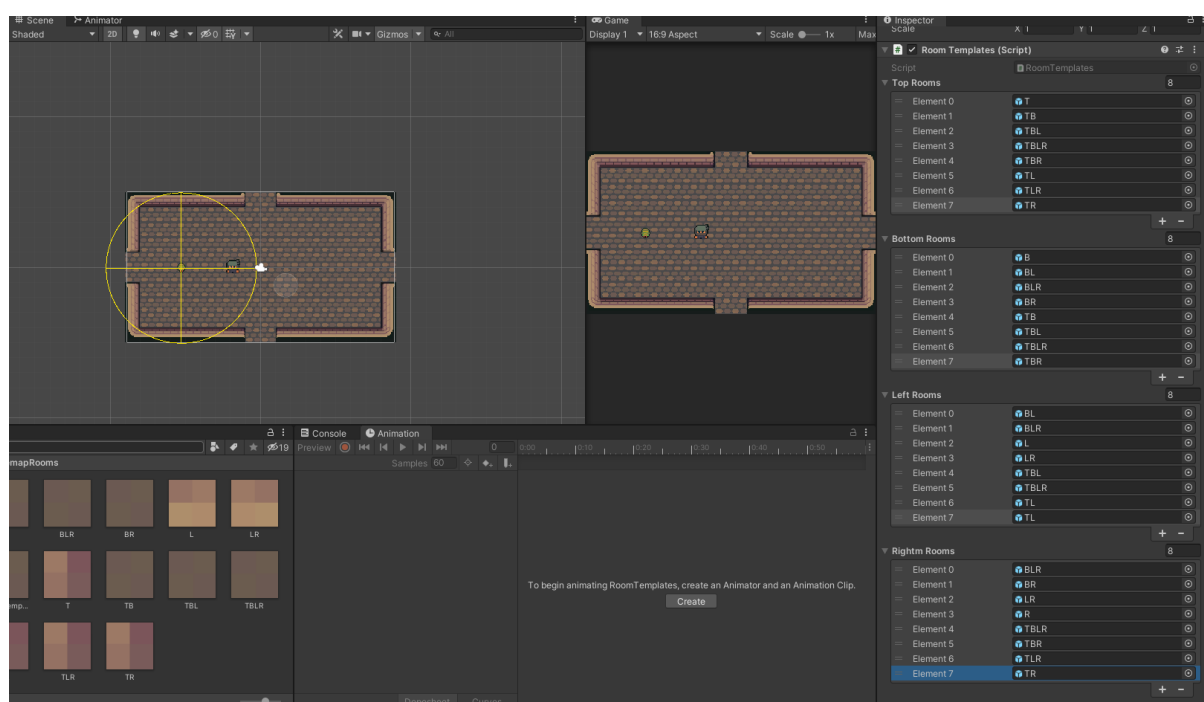 Scene Animator
Shaded 2D 0 Gizmos All
Game
Display 1 16:9 Aspect Scale 1x Max
Inspector
Scale X 1 Y 1 Z 1
Room Templates (Script)
Script RoomTemplates
Top Rooms 8
Element 0 T
Element 1 TB
Element 2 TBL
Element 3 TBLR
Element 4 TBR
Element 5 TL
Element 6 TLR
Element 7 TR
+ -
Bottom Rooms 8
Element 0 B
Element 1 BL
Element 2 BLR
Element 3 BR
Element 4 TB
Element 5 TBL
Element 6 TBLR
Element 7 TBR
+ -
Left Rooms 8
Element 0 BL
Element 1 BLR
Element 2 L
Element 3 LR
Element 4 TBL
Element 5 TBLR
Element 6 TL
Element 7 TL
+ -
Rightm Rooms 8
Element 0 BLR
Element 1 BR
Element 2 LR
Element 3 R
Element 4 TBLR
Element 5 TBR
Element 6 TLR
Element 7 TR
+ -
19
mapRooms
BLR BR L LR
emp... T TB TBL TBLR
TLR TR
Console Animation
Preview 0 0:00 0:10 0:20 0:30 0:40 0:50
Samples 60
To begin animating RoomTemplates, create an Animator and an Animation Clip.
Create
Dopesheet Curves